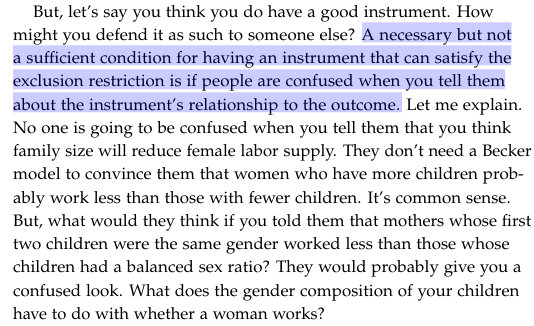 But, let's say you think you do have a good instrument. How
might you defend it as such to someone else? A necessary but not
a sufficient condition for having an instrument that can satisfy the
exclusion restriction is if people are confused when you tell them
about the instrument's relationship to the outcome. Let me explain.
No one is going to be confused when you tell them that you think
family size will reduce female labor supply. They don't need a Becker
model to convince them that women who have more children prob-
ably work less than those with fewer children. It's common sense.
But, what would they think if you told them that mothers whose first
two children were the same gender worked less than those whose
children had a balanced sex ratio? They would probably give you a
confused look. What does the gender composition of your children
have to do with whether a woman works?